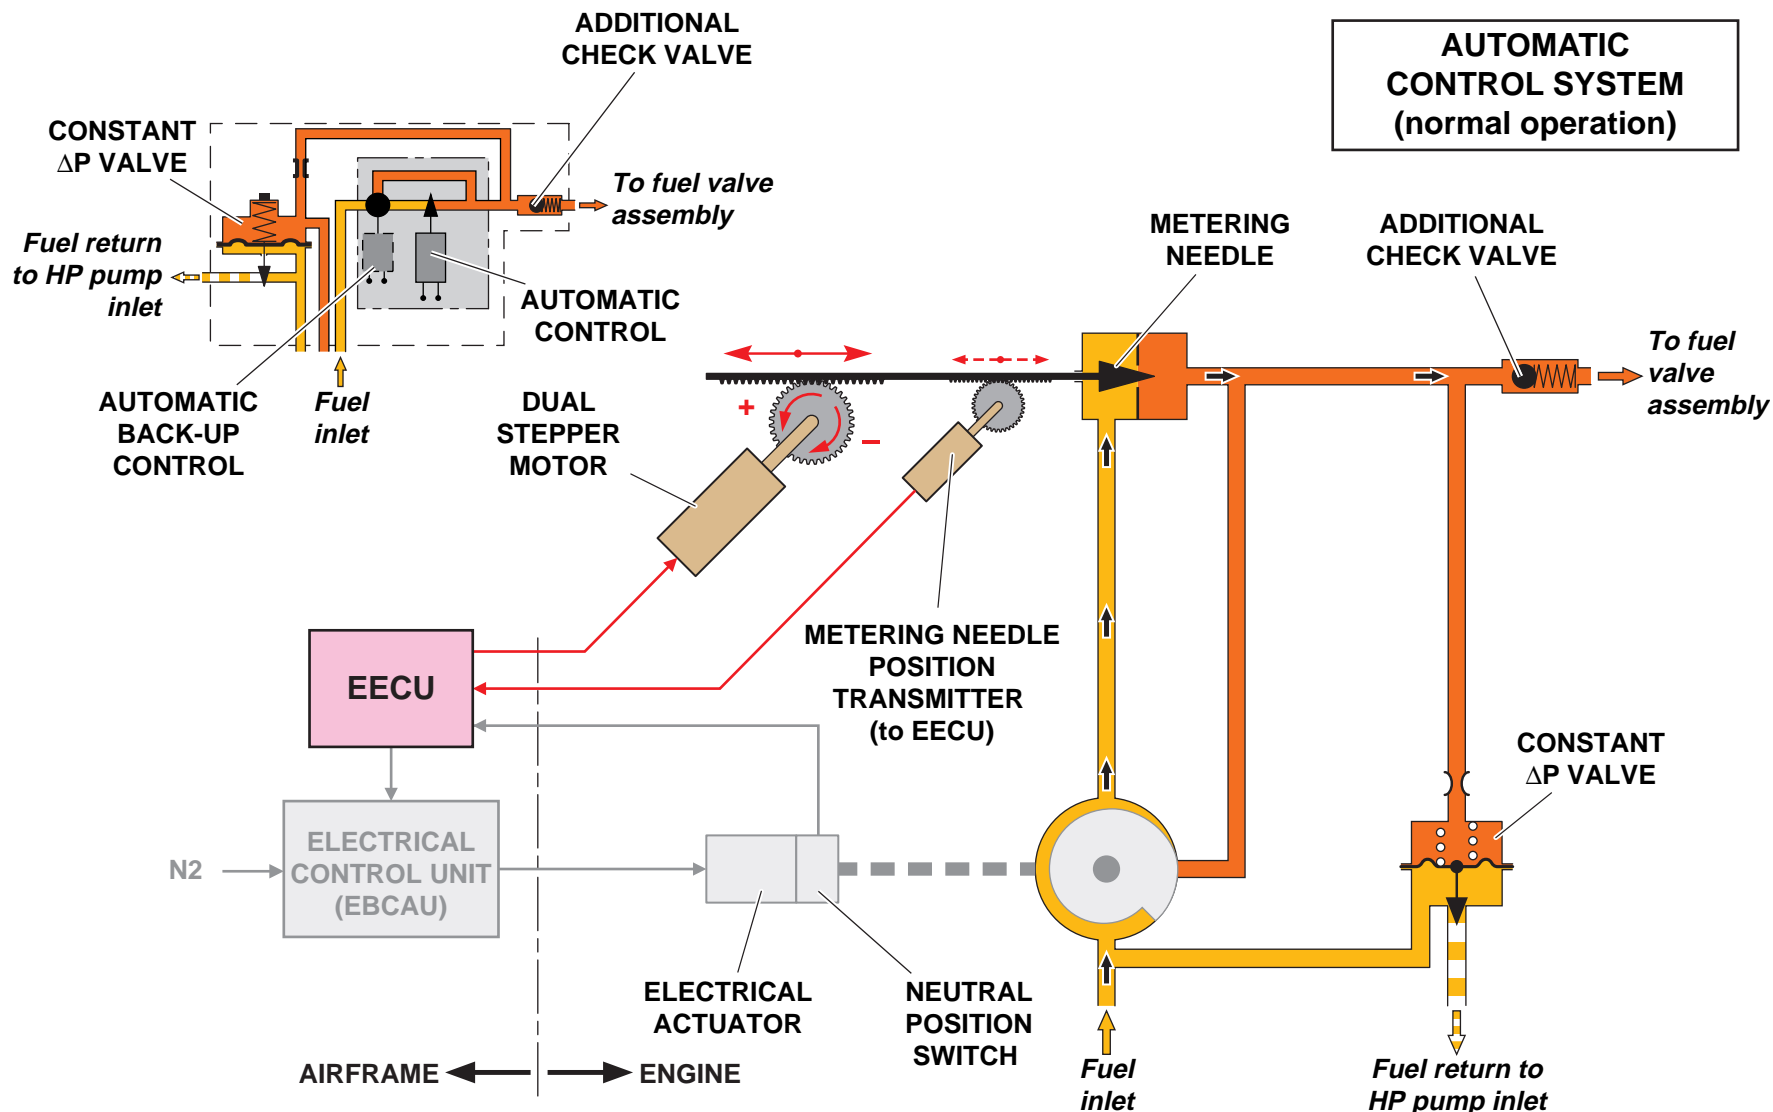 ADDITIONAL
CHECK VALVE
AUTOMATIC
CONTROL SYSTEM
(normal operation)
CONSTANT
ΔP VALVE
To fuel valve
assembly
Fuel return
to HP pump
inlet
AUTOMATIC
CONTROL
METERING
NEEDLE
ADDITIONAL
CHECK VALVE
To fuel
valve
assembly
AUTOMATIC
BACK-UP
CONTROL
Fuel
inlet
DUAL
STEPPER
MOTOR
+
–
METERING NEEDLE
POSITION
TRANSMITTER
(to EECU)
EECU
CONSTANT
ΔP VALVE
N2
ELECTRICAL
CONTROL UNIT
(EBCAU)
ELECTRICAL
ACTUATOR
NEUTRAL
POSITION
SWITCH
AIRFRAME
ENGINE
Fuel
inlet
Fuel return to
HP pump inlet